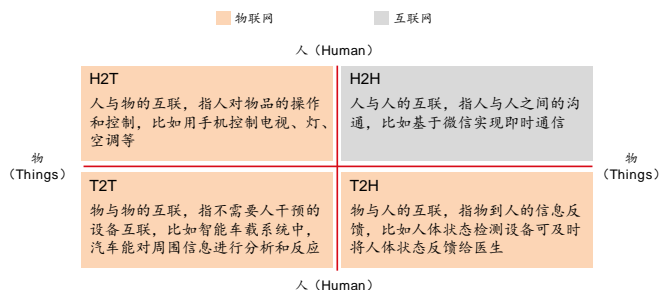 物联网 互联网
人（Human）
H2T
人与物的互联，指人对物品的操作
和控制，比如用手机控制电视、灯、
空调等
H2H
人与人的互联，指人与人之间的沟
通，比如基于微信实现即时通信
物
（Things）
物
（Things）
T2T
物与物的互联，指不需要人干预的
设备互联，比如智能车载系统中，
汽车能对周围信息进行分析和反应
T2H
物与人的互联，指物到人的信息反
馈，比如人体状态检测设备可及时
将人体状态反馈给医生
人（Human）